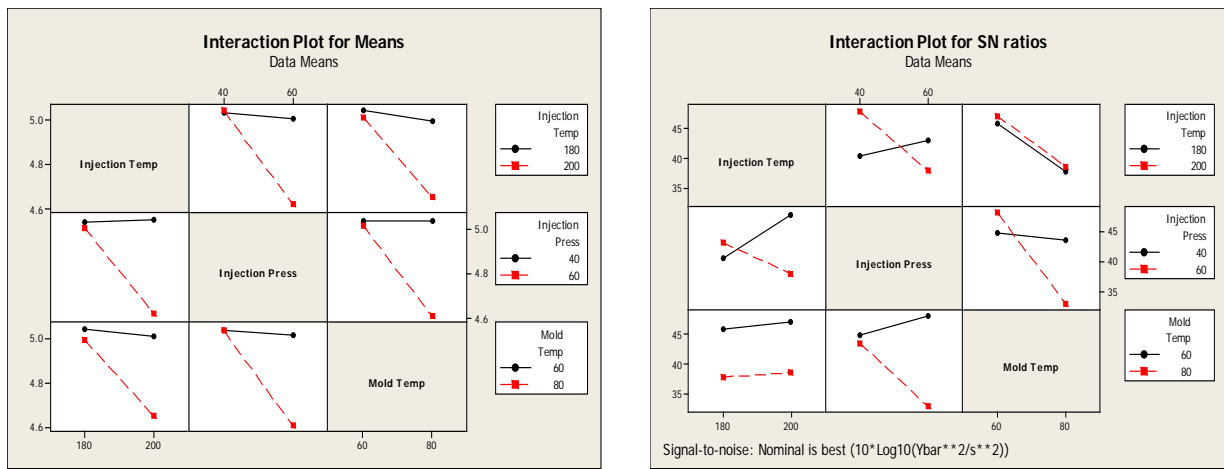 Interaction Plot for Means
Data Means
40 60 60 80
5.0
4.8
4.6
Injection Temp
Injection
Temp
180
200
5.0
4.8
4.6
Injection Press
Injection
Press
40
60
5.0
4.8
4.6
Mold Temp
Mold
Temp
60
80
180 200 40 60 60 80
Interaction Plot for SN ratios
Data Means
40 60
45
40
35
Injection Temp
Injection
Temp
180
200
Injection Press
45
40
35
Injection
Press
40
60
45
40
35
Mold Temp
Mold
Temp
60
80
180 200 60 80
Signal-to-noise: Nominal is best (10*Log10(Ybar**2/s**2))